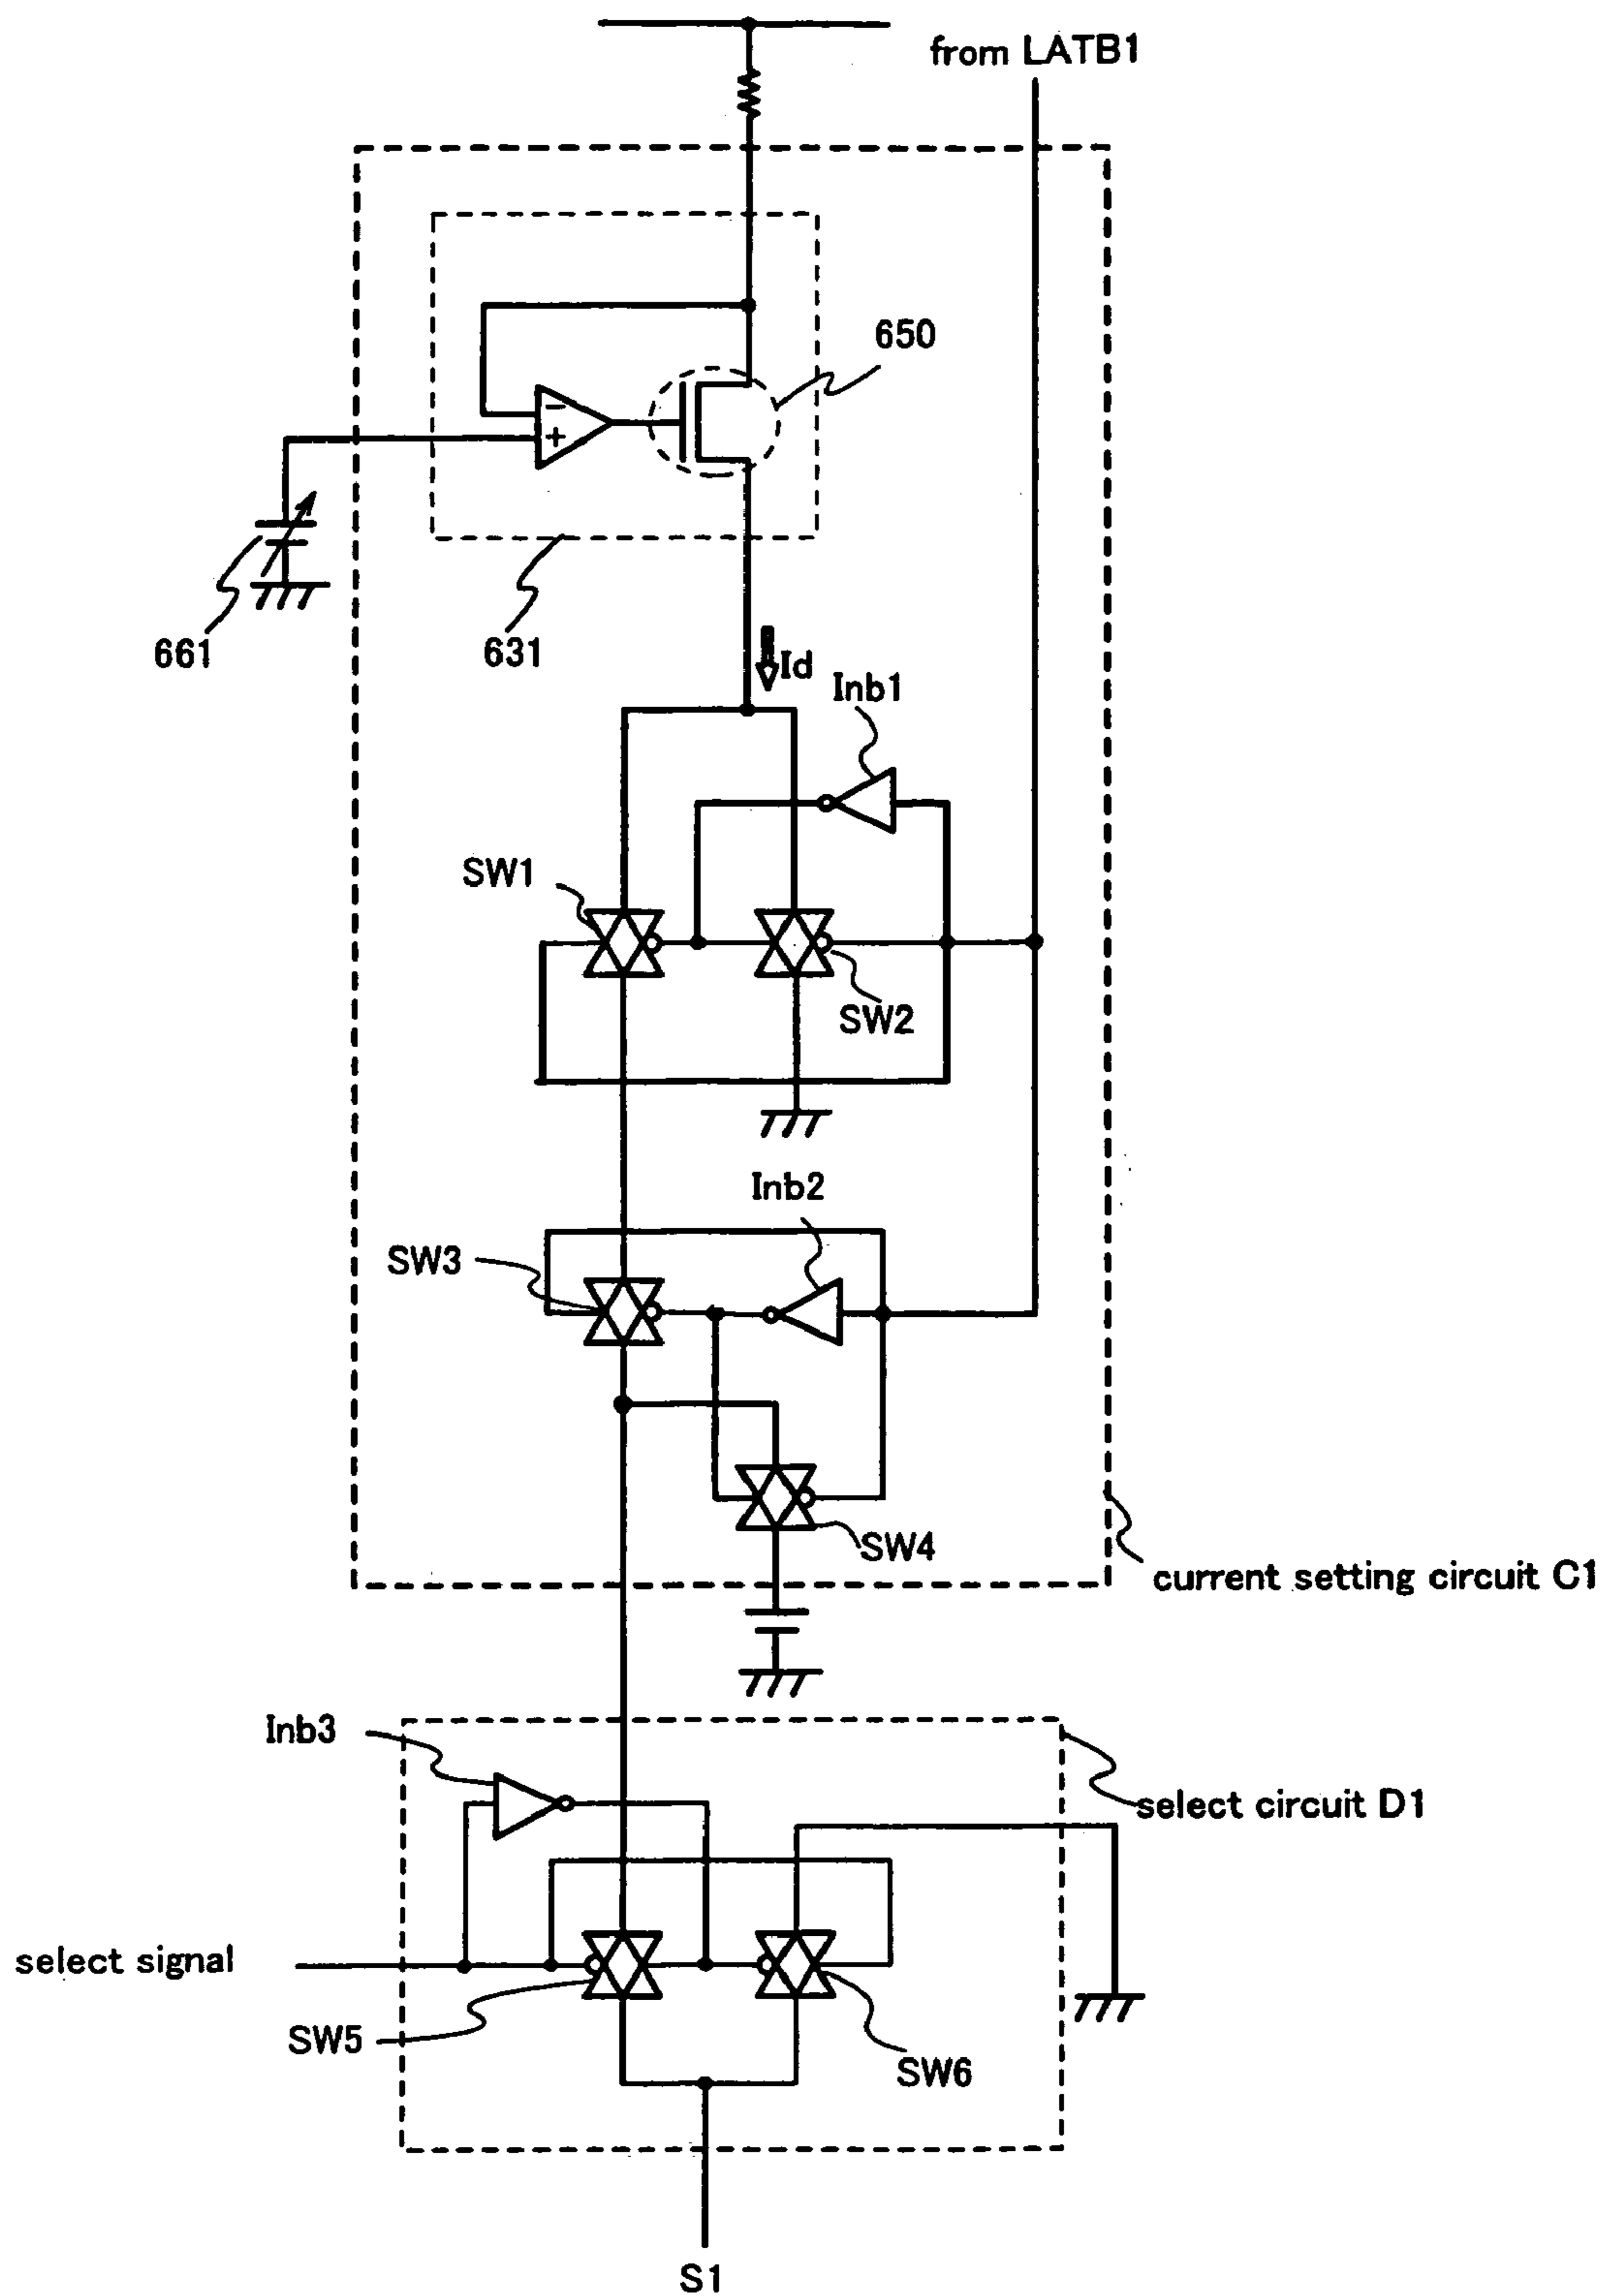 from LATB1
650
−
+
661
631
Id
Inb1
SW1
SW2
Inb2
SW3
SW4
current setting circuit C1
Inb3
select circuit D1
select signal
SW5
SW6
S1